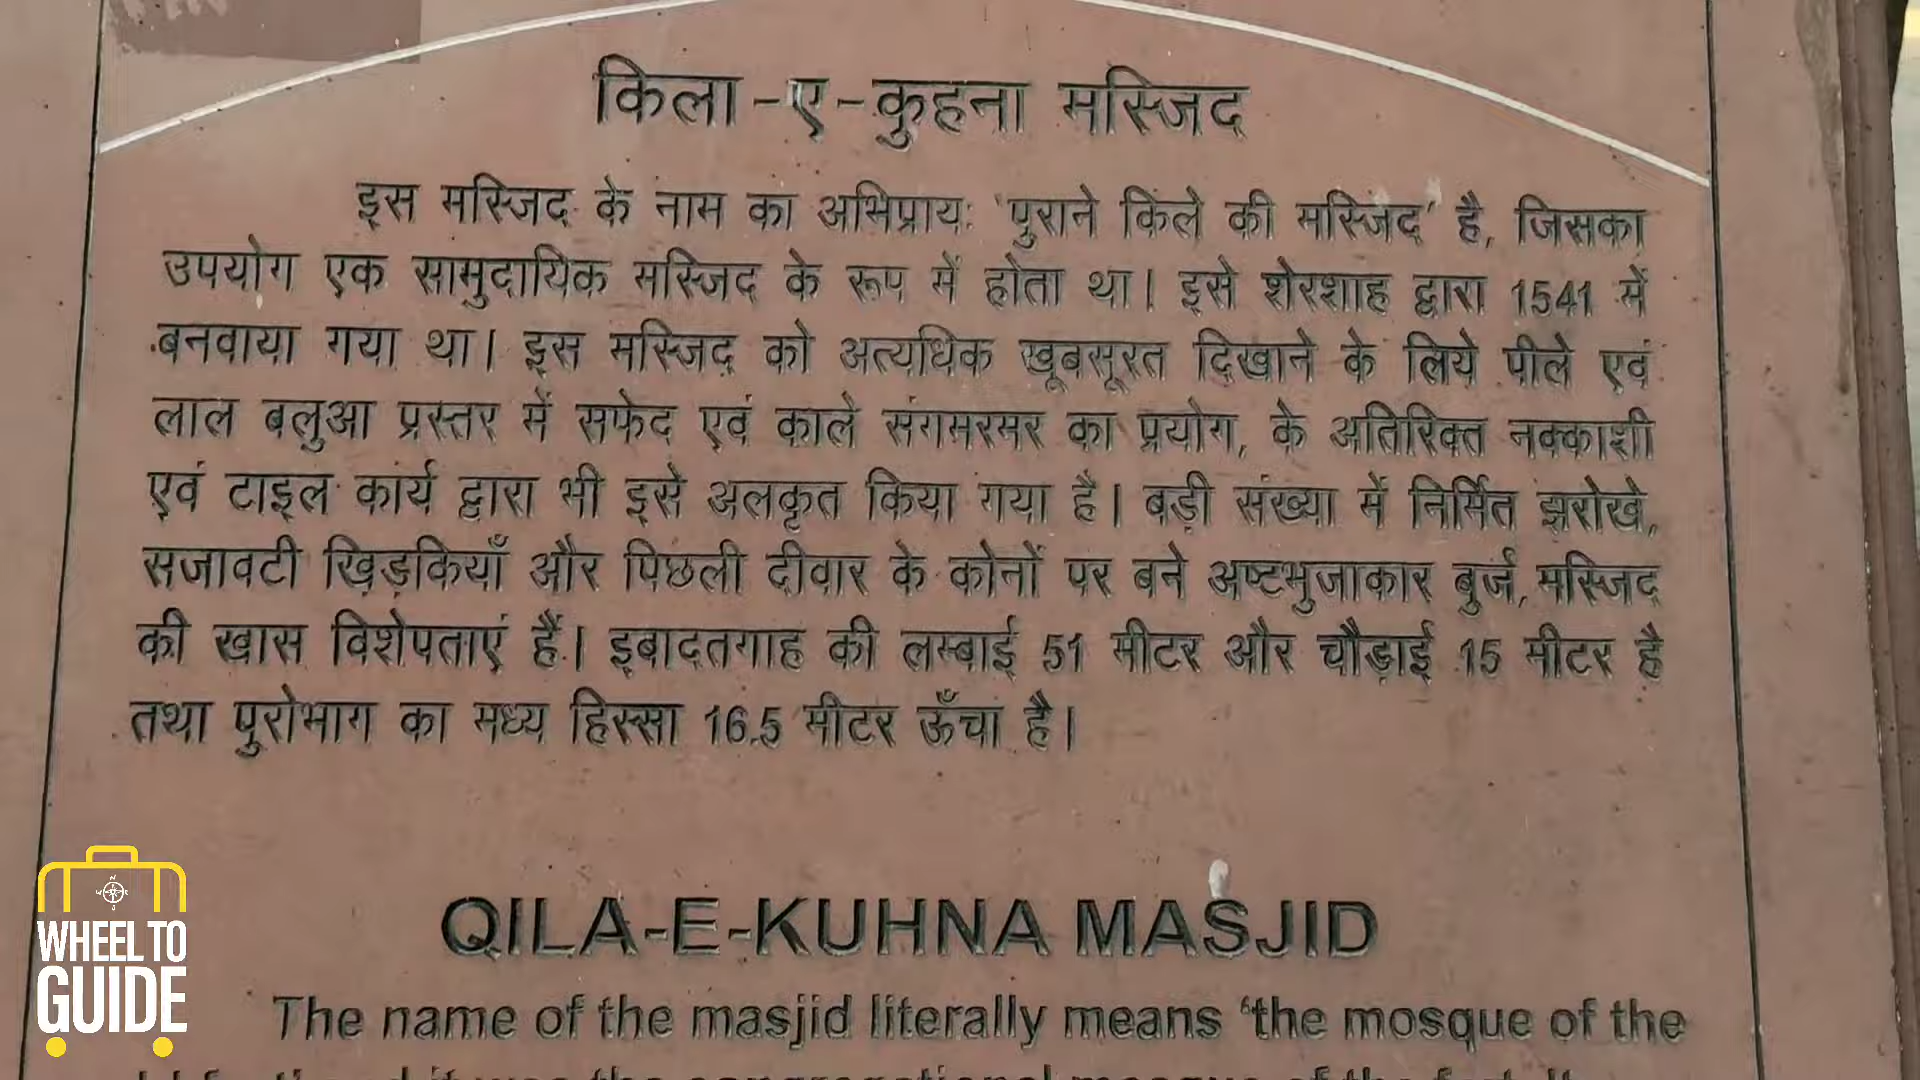 किला-ए-कुहना मस्जिद
इस मस्जिद के नाम का अभिप्राय: 'पुराने किले की मस्जिद' है, जिसका
उपयोग एक सामुदायिक मस्जिद के रूप में होता था। इसे शेरशाह द्वारा 1541 में
बनवाया गया था। इस मस्जिद को अत्यधिक खूबसूरत दिखाने के लिये पीले एवं
लाल बलुआ प्रस्तर में सफेद एवं काले संगमरमर का प्रयोग, के अतिरिक्त नक्काशी
एवं टाइल कार्य द्वारा भी इसे अलकृत किया गया है। बड़ी संख्या में निर्मित झरोखे,
सजावटी खिड़कियाँ और पिछली दीवार के कोनों पर बने अष्टभुजाकार बुर्ज, मस्जिद
की खास विशेषताएं हैं। इबादतगाह की लम्बाई 51 मीटर और चौड़ाई 15 मीटर है
तथा पुरोभाग का मध्य हिस्सा 16.5 मीटर ऊँचा है।
QILA-E-KUHNA MASJID
The name of the masjid literally means 'the mosque of the
WHEEL TO
GUIDE